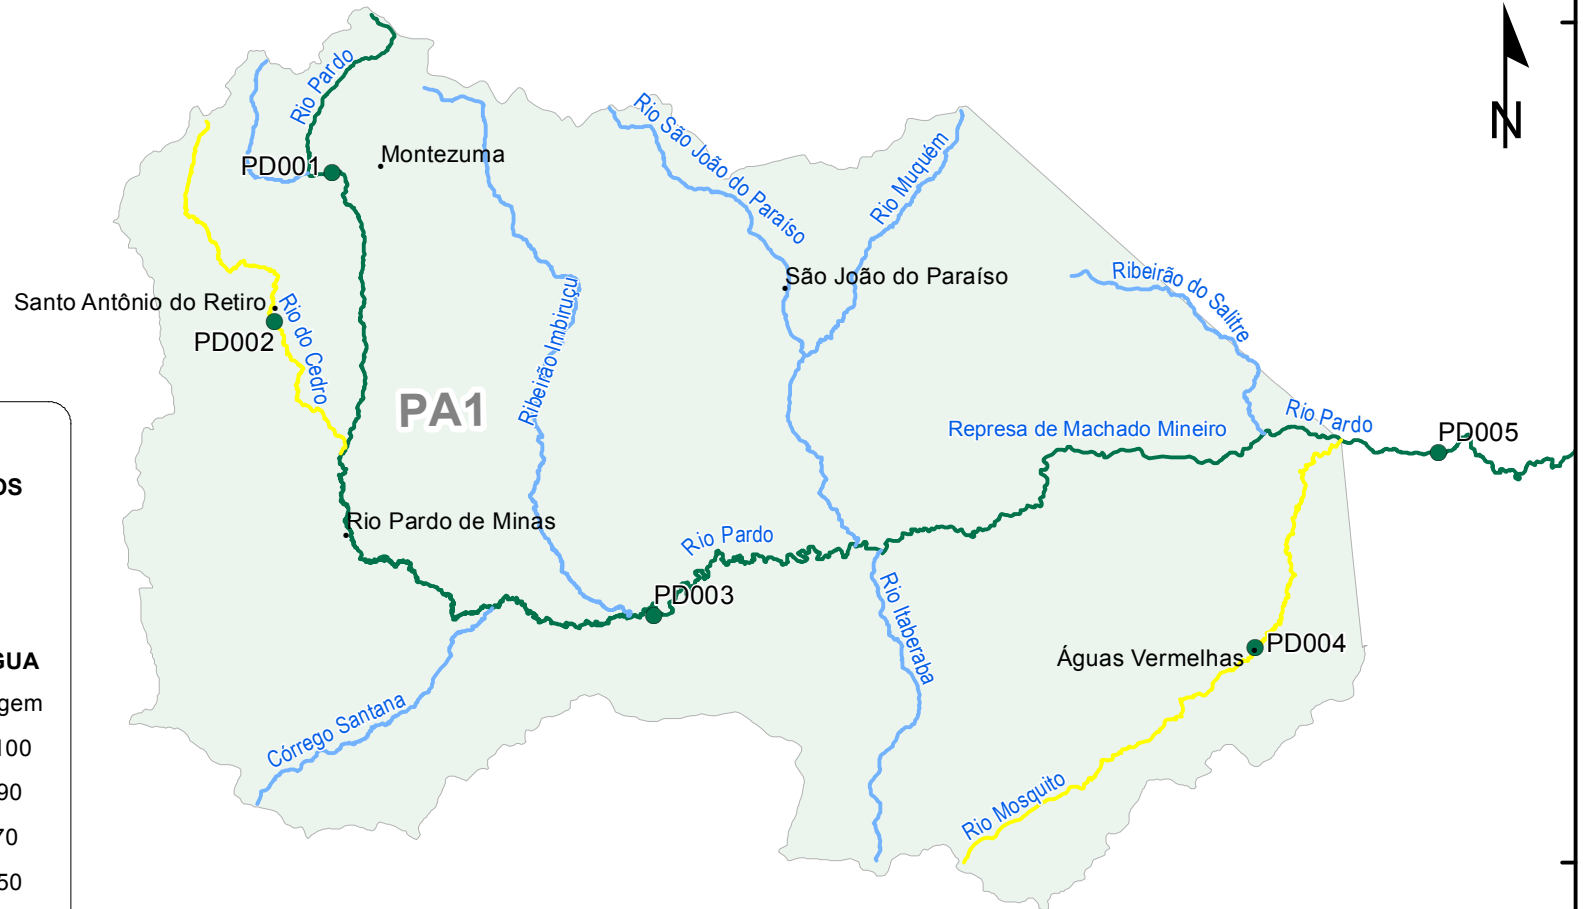 N
Rio Pardo
PD001
Montezuma
Rio São João do Paraíso
Rio Muquém
São João do Paraíso
Ribeirão do Salitre
Santo Antônio do Retiro
PD002
Rio do Cedro
Ribeirão Imbiruçu
PA1
Represa de Machado Mineiro
Rio Pardo
PD005
Rio Pardo de Minas
Rio Pardo
PD003
Rio Itaberaba
Águas Vermelhas
PD004
Córrego Santana
Rio Mosquito
OS
GUA
gem
100
90
70
50